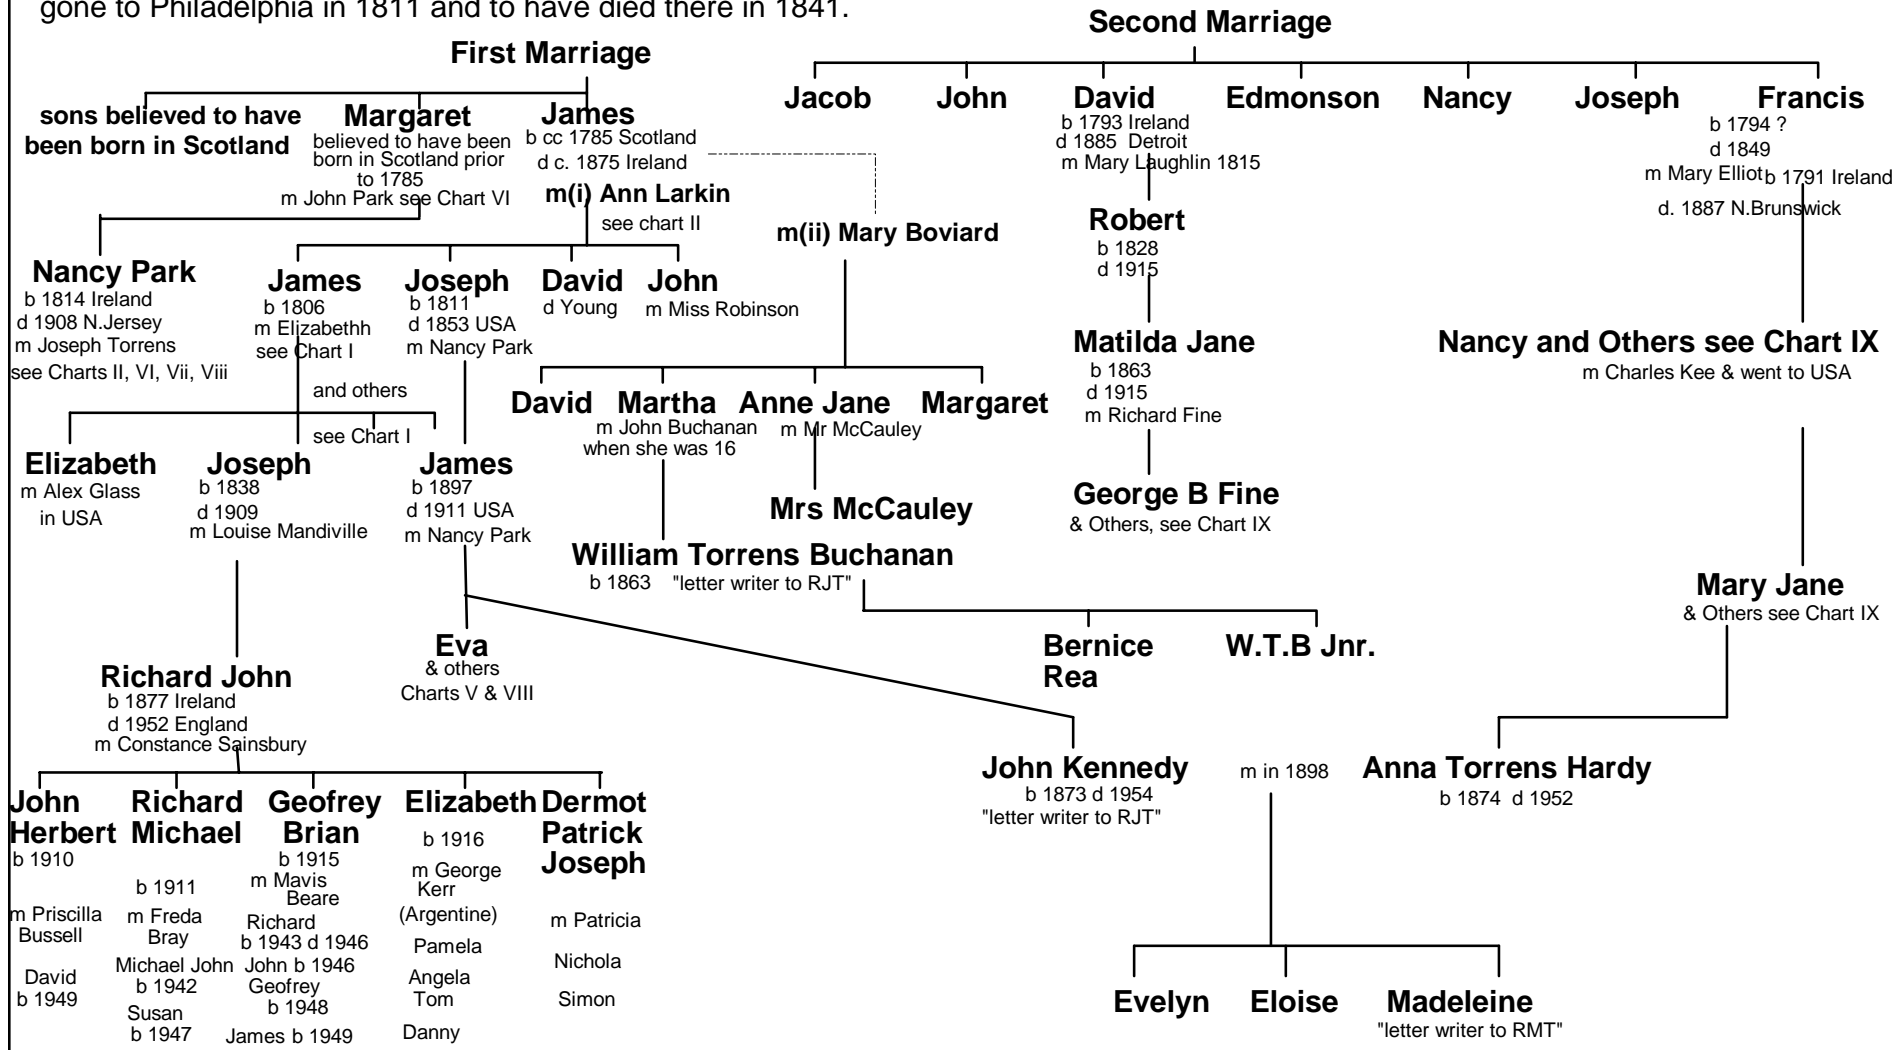 gone to Philadelphia in 1811 and to have died there in 1841.
First Marriage
Second Marriage
sons believed to have
been born in Scotland
Margaret
believed to have been
born in Scotland prior
to 1785
m John Park see Chart VI
James
b cc 1785 Scotland
d c. 1875 Ireland
m(i) Ann Larkin
see chart II
m(ii) Mary Boviard
Jacob
John
David
b 1793 Ireland
d 1885 Detroit
m Mary Laughlin 1815
Edmonson
Nancy
Joseph
Francis
b 1794 ?
d 1849
m Mary Elliot b 1791 Ireland
d. 1887 N.Brunswick
Nancy Park
b 1814 Ireland
d 1908 N.Jersey
m Joseph Torrens
see Charts II, VI, Vii, Viii
James
b 1806
m Elizabethh
see Chart I
Joseph
b 1811
d 1853 USA
m Nancy Park
David
d Young
John
m Miss Robinson
Robert
b 1828
d 1915
Matilda Jane
b 1863
d 1915
m Richard Fine
Nancy and Others see Chart IX
m Charles Kee & went to USA
and others
see Chart I
David
Martha
m John Buchanan
when she was 16
Anne Jane
m Mr McCauley
Margaret
Elizabeth
m Alex Glass
in USA
Joseph
b 1838
d 1909
m Louise Mandiville
James
b 1897
d 1911 USA
m Nancy Park
Mrs McCauley
George B Fine
& Others, see Chart IX
William Torrens Buchanan
b 1863 "letter writer to RJT"
Mary Jane
& Others see Chart IX
Eva
& others
Charts V & VIII
Bernice
Rea
W.T.B Jnr.
Richard John
b 1877 Ireland
d 1952 England
m Constance Sainsbury
John Kennedy
b 1873 d 1954
"letter writer to RJT"
m in 1898
Anna Torrens Hardy
b 1874 d 1952
John
Herbert
b 1910
m Priscilla
Bussell
David
b 1949
Richard
Michael
b 1911
m Freda
Bray
Michael John
b 1942
Susan
b 1947
Geofrey
Brian
b 1915
m Mavis
Beare
Richard
b 1943 d 1946
John b 1946
Geofrey
b 1948
James b 1949
Elizabeth
b 1916
m George
Kerr
(Argentine)
Pamela
Angela
Tom
Danny
Dermot
Patrick
Joseph
m Patricia
Nichola
Simon
Evelyn
Eloise
Madeleine
"letter writer to RMT"